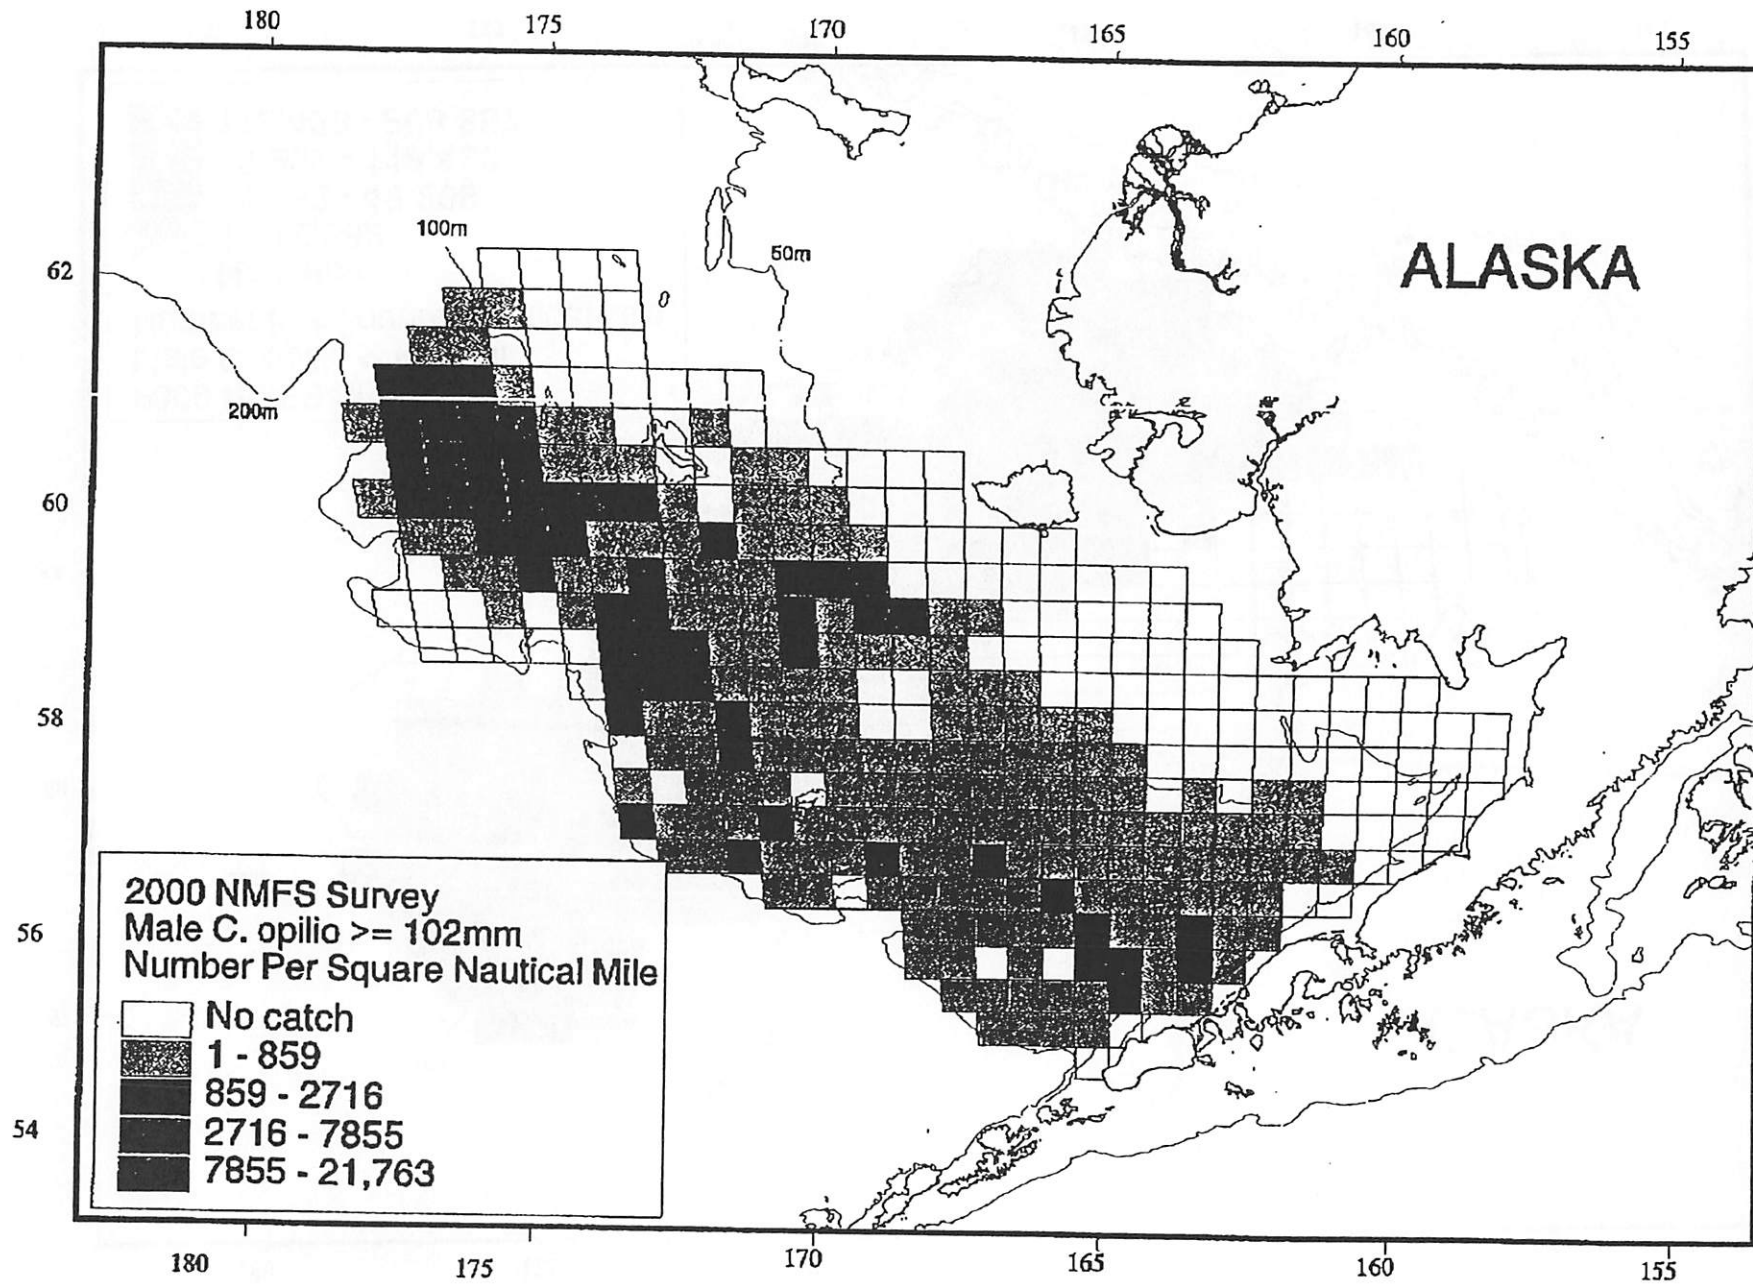 180 175 170 165 160 155
ALASKA
100m
50m
62
200m
60
58
56
54
2000 NMFS Survey
Male C. opilio >= 102mm
Number Per Square Nautical Mile
No catch
1 - 859
859 - 2716
2716 - 7855
7855 - 21,763
180 175 170 165 160 155